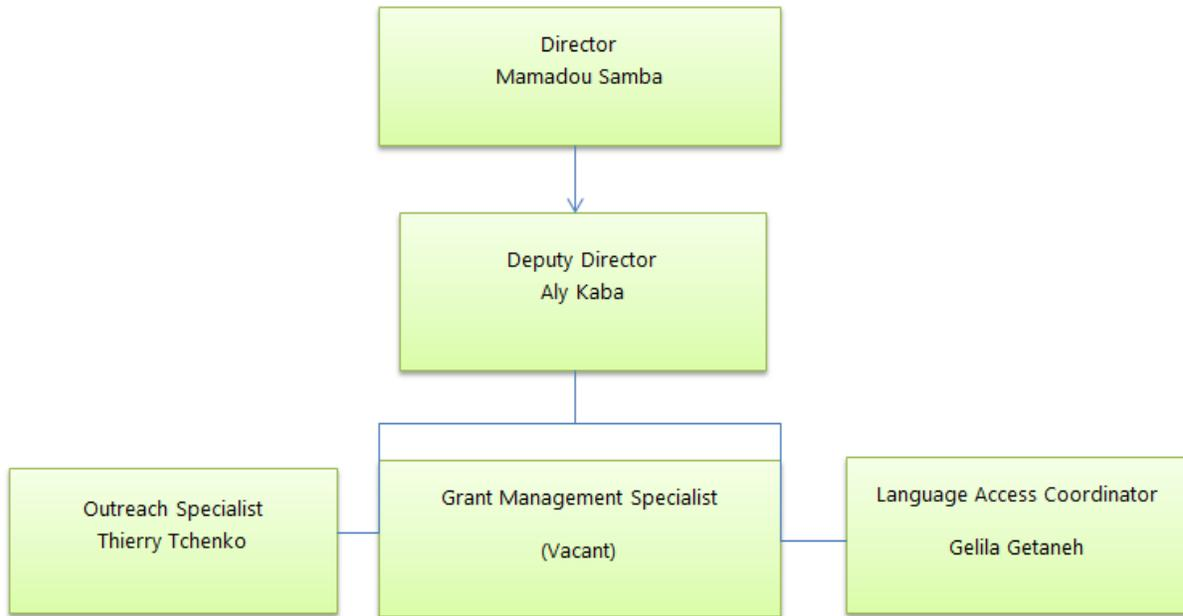 Director
Mamadou Samba
Deputy Director
Aly Kaba
Outreach Specialist
Thierry Tchenko
Grant Management Specialist
(Vacant)
Language Access Coordinator
Gelila Getaneh